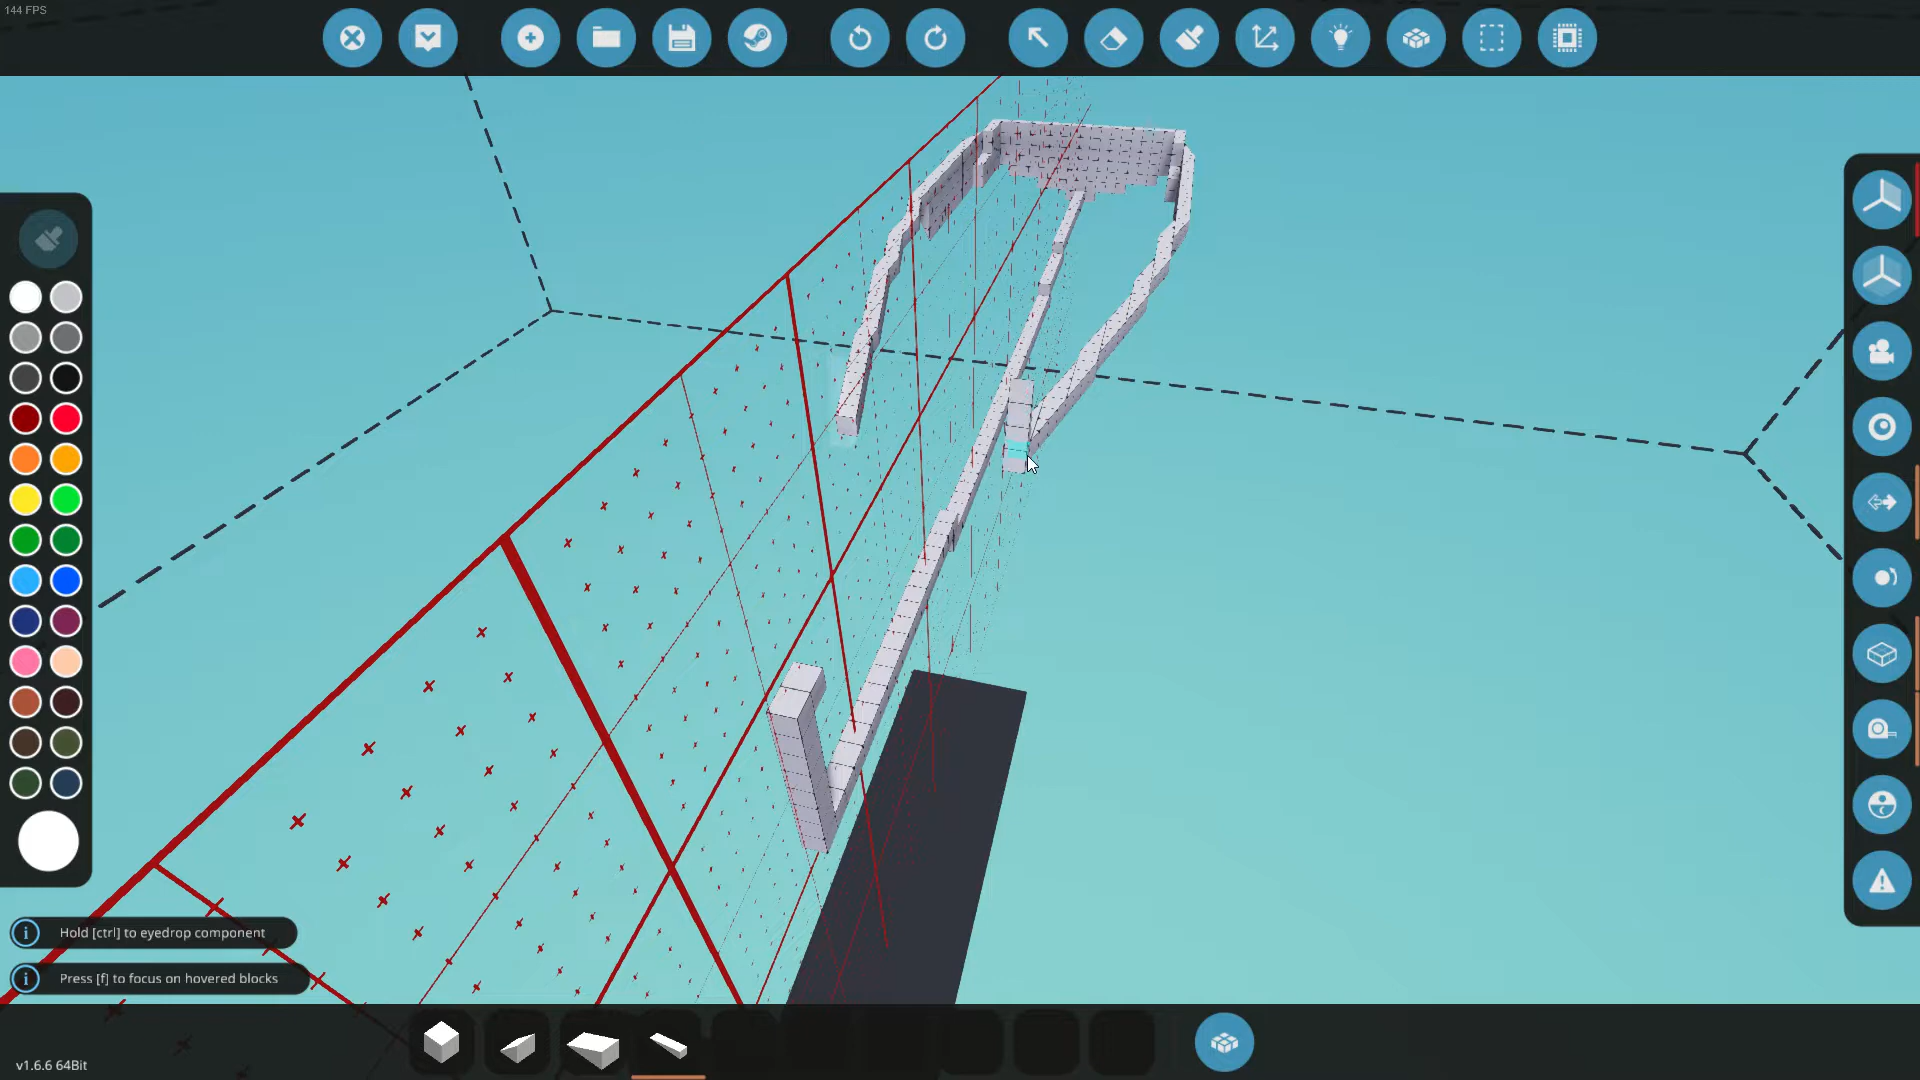 144 FPS
Hold [ctrl] to eyedrop component
Press [f] to focus on hovered blocks
v1.6.6 64Bit